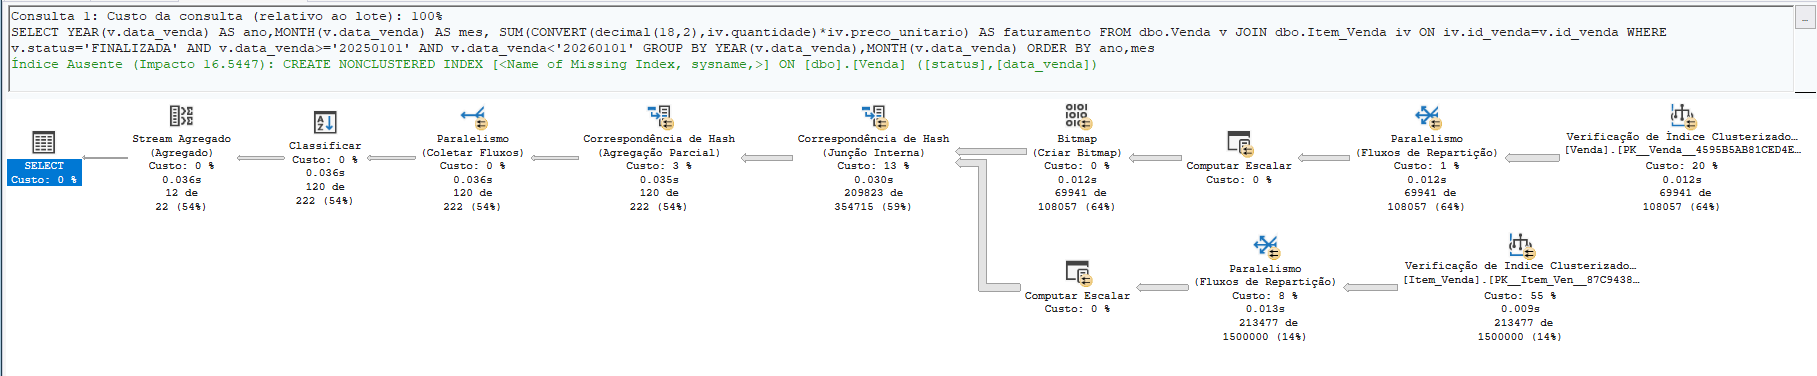 Consulta 1: Custo da consulta (relativo ao lote): 100%
SELECT YEAR(v.data_venda) AS ano,MONTH(v.data_venda) AS mes, SUM(CONVERT(decimal(18,2),iv.quantidade)*iv.preco_unitario) AS faturamento FROM dbo.Venda v JOIN dbo.Item_Venda iv ON iv.id_venda=v.id_venda WHERE
v.status='FINALIZADA' AND v.data_venda>='20250101' AND v.data_venda<'20260101' GROUP BY YEAR(v.data_venda),MONTH(v.data_venda) ORDER BY ano,mes
Índice Ausente (Impacto 16.5447): CREATE NONCLUSTERED INDEX [<Name of Missing Index, sysname,>] ON [dbo].[Venda] ([status],[data_venda])
SELECT
Custo: 0 %
Stream Agregado
(Agregado)
Custo: 0 %
0.036s
12 de
22 (54%)
Classificar
Custo: 0 %
0.036s
120 de
222 (54%)
Paralelismo
(Coletar Fluxos)
Custo: 0 %
0.036s
120 de
222 (54%)
Correspondência de Hash
(Agregação Parcial)
Custo: 3 %
0.035s
120 de
222 (54%)
Correspondência de Hash
(Junção Interna)
Custo: 13 %
0.030s
209823 de
354715 (59%)
Bitmap
(Criar Bitmap)
Custo: 0 %
0.012s
69941 de
108057 (64%)
Computar Escalar
Custo: 0 %
Paralelismo
(Fluxos de Repartição)
Custo: 1 %
0.012s
69941 de
108057 (64%)
Verificação de Índice Clusterizado…
[Venda].[PK__Venda__4595B5AB81CED4E…
Custo: 20 %
0.012s
69941 de
108057 (64%)
Computar Escalar
Custo: 0 %
Paralelismo
(Fluxos de Repartição)
Custo: 8 %
0.013s
213477 de
1500000 (14%)
Verificação de Índice Clusterizado…
[Item_Venda].[PK__Item_Ven__87C9438…
Custo: 55 %
0.009s
213477 de
1500000 (14%)